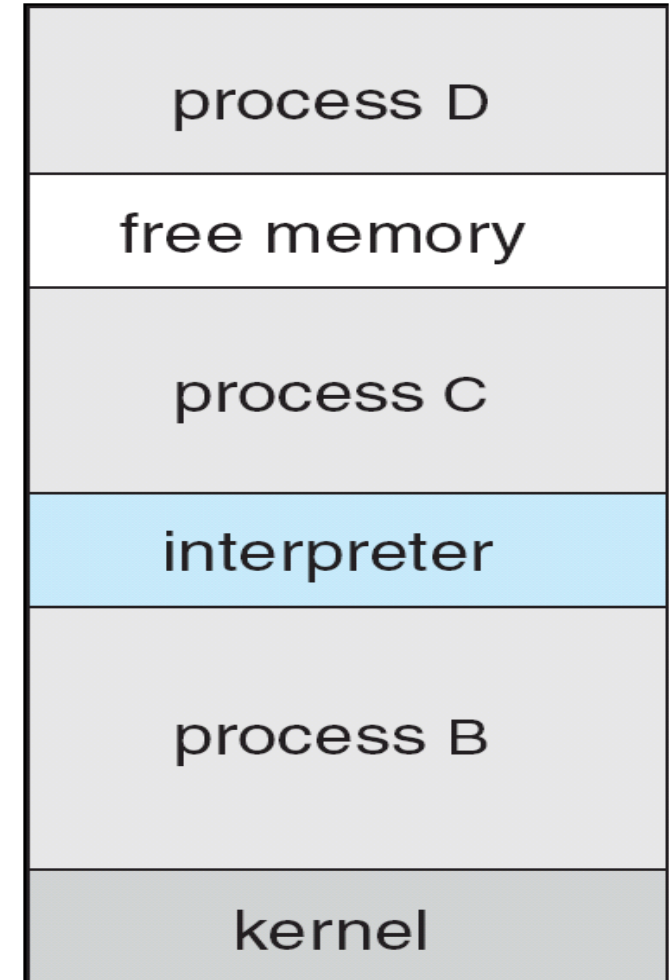 process D
free memory
process C
interpreter
process B
kernel